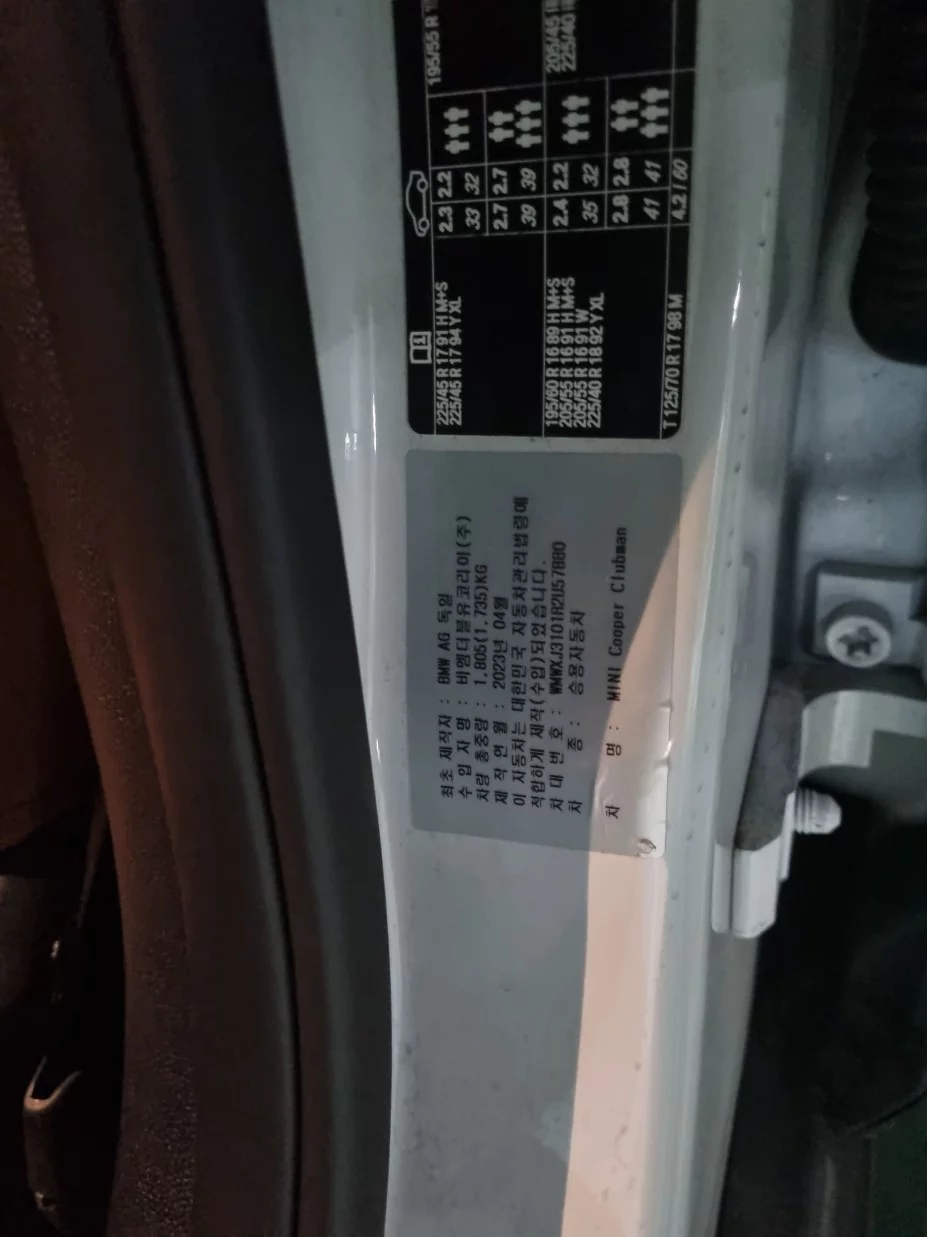 225/45 R 17 91 H M+S
225/45 R 17 94 Y XL
2.3 2.2
33 32
2.7 2.7
39 39
195/55 R
195/60 R 16 89 H M+S
205/55 R 16 91 H M+S
205/55 R 16 91 W
225/40 R 18 92 Y XL
2.4 2.2
35 32
2.8 2.8
41 41
205/45 R
225/40 R
T 125/70 R 17 98 M
4.2 / 60
최초 제작자 : BMW AG 독일
수 입 자 명 : 비엠더블유코리아(주)
차량 총중량 : 1,805(1,735)KG
제 작 연 월 : 2023년 04월
이 자동차는 대한민국 자동차관리법령에
적합하게 제작(수입)되었습니다.
차 대 번 호 : WMWXJ3101R2U57880
차 종 : 승용자동차
차 명 : MINI Cooper Clubman